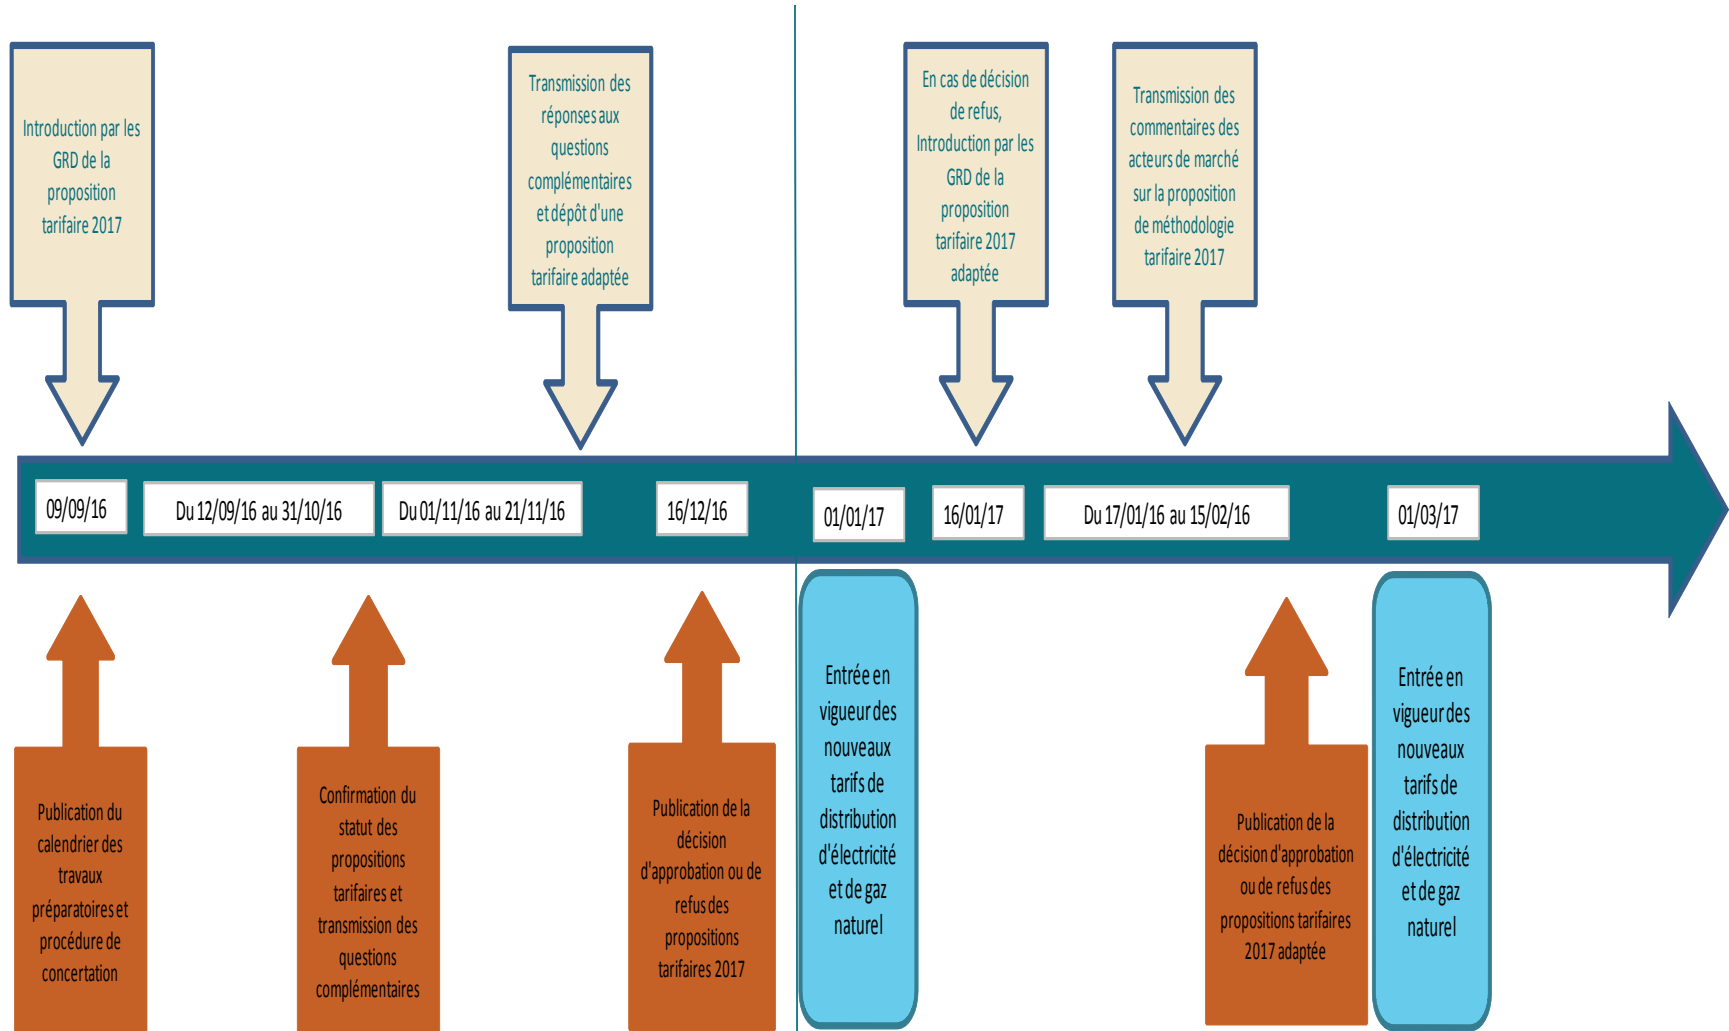 Introduction par les
GRD de la
proposition
tarifaire 2017
Transmission des
réponses aux
questions
complémentaires
et dépôt d'une
proposition
tarifaire adaptée
En cas de décision
de refus,
Introduction par les
GRD de la
proposition
tarifaire 2017
adaptée
Transmission des
commentaires des
acteurs de marché
sur la proposition
de méthodologie
tarifaire 2017
09/09/16
Du 12/09/16 au 31/10/16
Du 01/11/16 au 21/11/16
16/12/16
01/01/17
16/01/17
Du 17/01/16 au 15/02/16
01/03/17
Publication du
calendrier des
travaux
préparatoires et
procédure de
concertation
Confirmation du
statut des
propositions
tarifaires et
transmission des
questions
complémentaires
Publication de la
décision
d'approbation ou de
refus des
propositions
tarifaires 2017
Entrée en
vigueur des
nouveaux
tarifs de
distribution
d'électricité
et de gaz
naturel
Publication de la
décision d'approbation
ou de refus des
propositions tarifaires
2017 adaptée
Entrée en
vigueur des
nouveaux
tarifs de
distribution
d'électricité
et de gaz
naturel